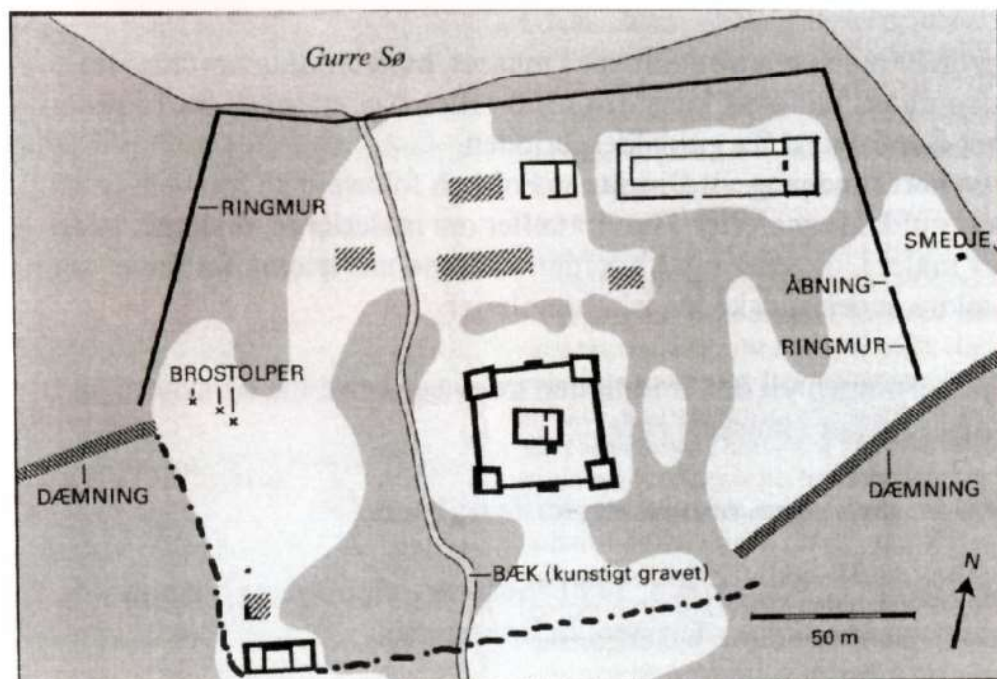 Gurre Sø
RINGMUR
SMEDJE
ÅBNING
RINGMUR
BROSTOLPER
DÆMNING
DÆMNING
BÆK (kunstigt gravet)
N
50 m